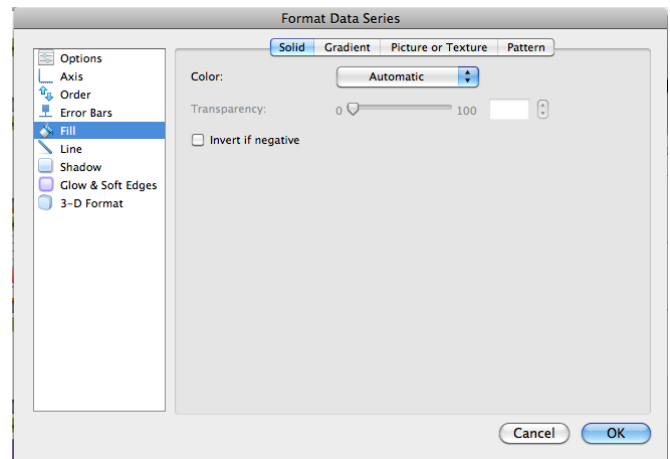 Format Data Series
Solid Gradient Picture or Texture Pattern
Options
Axis
Order
Error Bars
Fill
Line
Shadow
Glow & Soft Edges
3-D Format
Color: Automatic
Transparency: 0 100
Invert if negative
Cancel OK